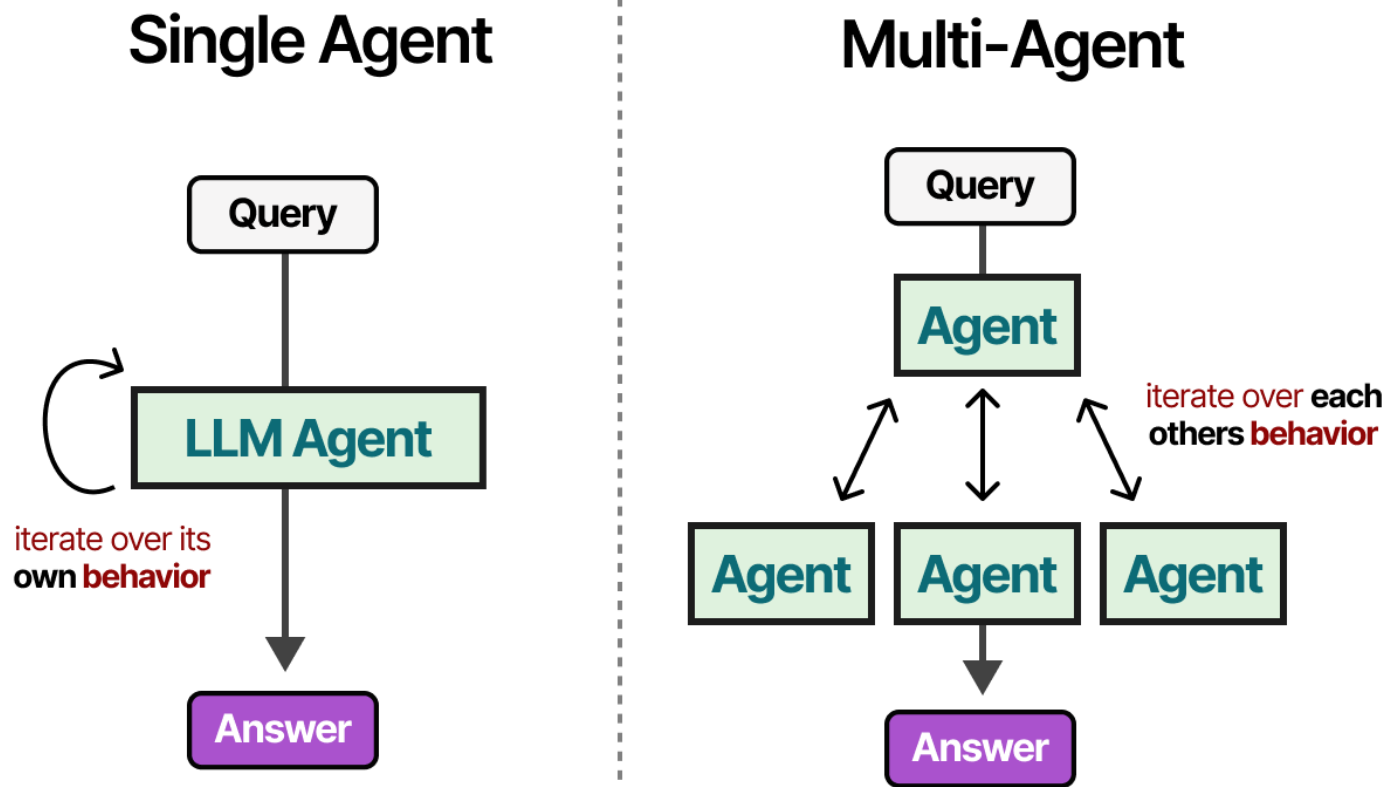 Single Agent
Query
LLM Agent
iterate over its
own behavior
Answer
Multi-Agent
Query
Agent
iterate over each
others behavior
Agent
Agent
Agent
Answer